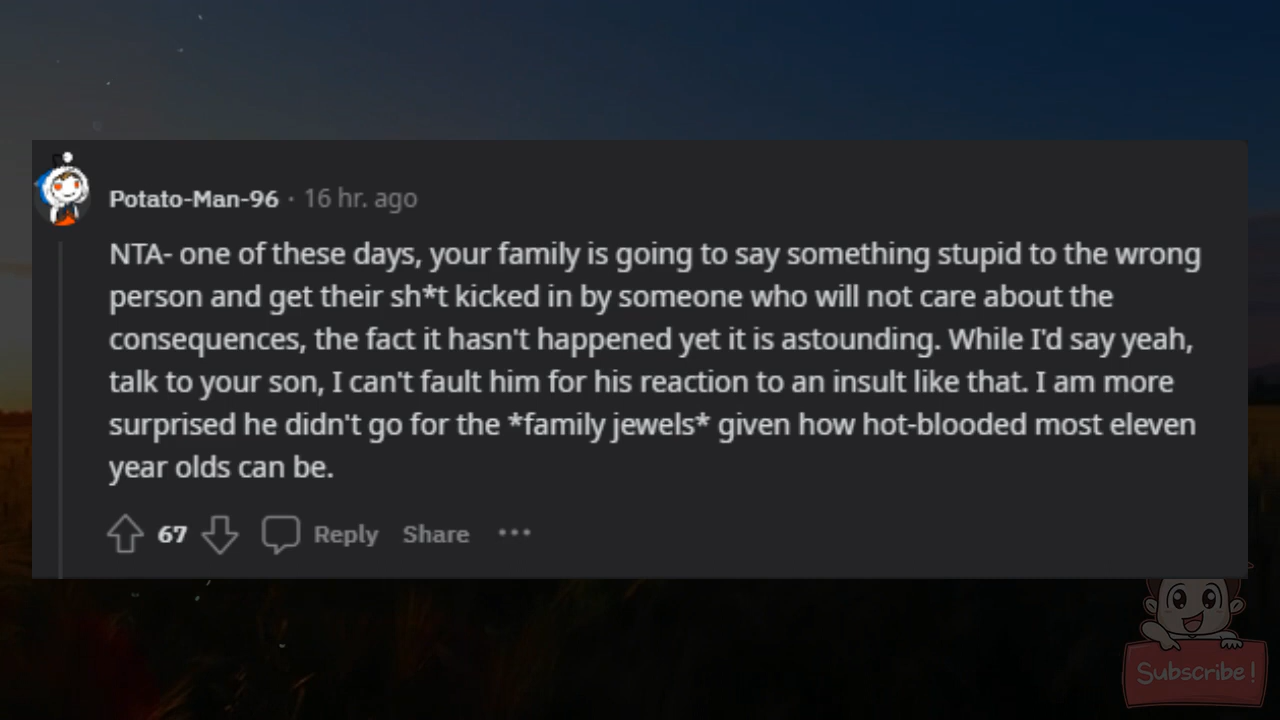 Potato-Man-96 · 16 hr. ago
NTA- one of these days, your family is going to say something stupid to the wrong
person and get their sh*t kicked in by someone who will not care about the
consequences, the fact it hasn't happened yet it is astounding. While I'd say yeah,
talk to your son, I can't fault him for his reaction to an insult like that. I am more
surprised he didn't go for the *family jewels* given how hot-blooded most eleven
year olds can be.
67 Reply Share ...
Subscribe!